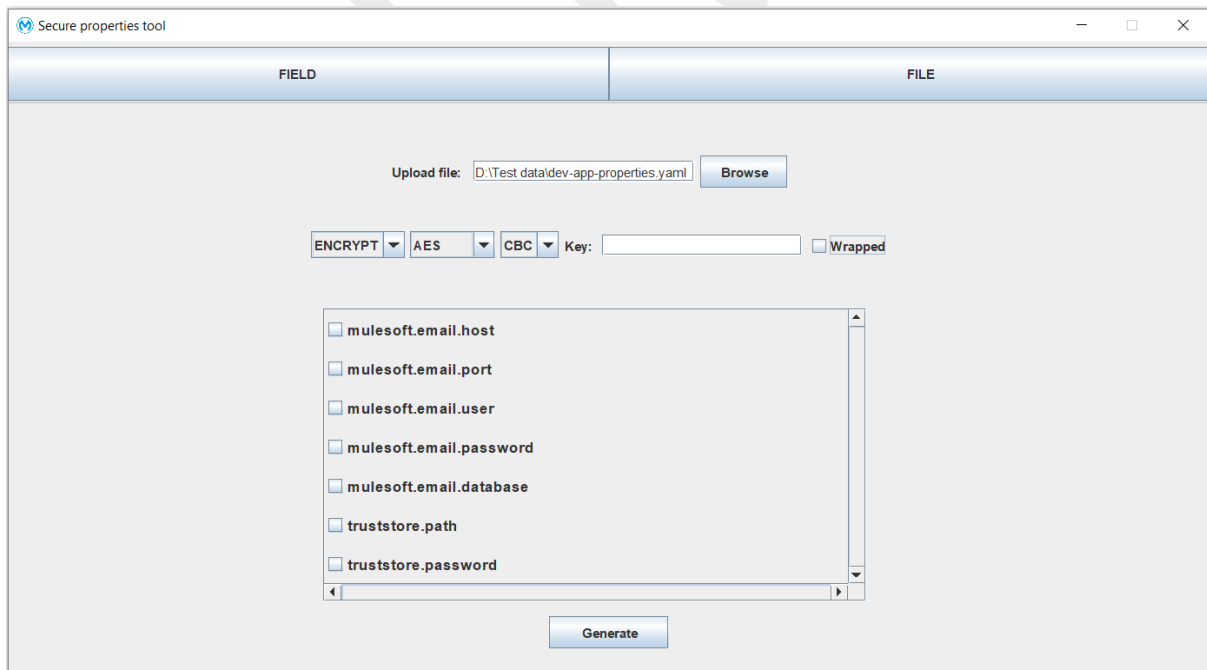 Secure properties tool
FIELD FILE
Upload file: D:\Test data\dev-app-properties.yaml Browse
ENCRYPT AES CBC Key: Wrapped
mulesoft.email.host
mulesoft.email.port
mulesoft.email.user
mulesoft.email.password
mulesoft.email.database
truststore.path
truststore.password
Generate